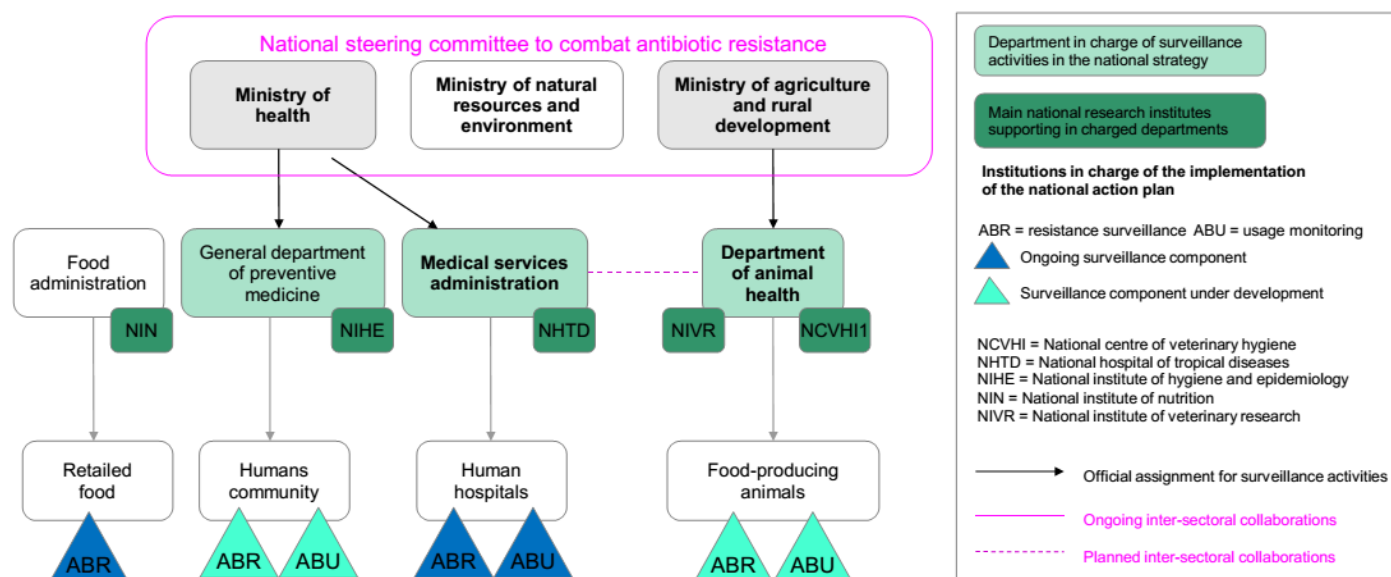 National steering committee to combat antibiotic resistance
Ministry of
health
Ministry of natural
resources and
environment
Ministry of agriculture
and rural
development
Food
administration
NIN
General department
of preventive
medicine
NIHE
Medical services
administration
NHTD
Department
of animal
health
NIVR
NCVHI1
Retailed
food
ABR
Humans
community
ABR
ABU
Human
hospitals
ABR
ABU
Food-producing
animals
ABR
ABU
Department in charge of surveillance
activities in the national strategy
Main national research institutes
supporting in charged departments
Institutions in charge of the implementation
of the national action plan
ABR = resistance surveillance ABU = usage monitoring
Ongoing surveillance component
Surveillance component under development
NCVHI = National centre of veterinary hygiene
NHTD = National hospital of tropical diseases
NIHE = National institute of hygiene and epidemiology
NIN = National institute of nutrition
NIVR = National institute of veterinary research
Official assignment for surveillance activities
Ongoing inter-sectoral collaborations
Planned inter-sectoral collaborations